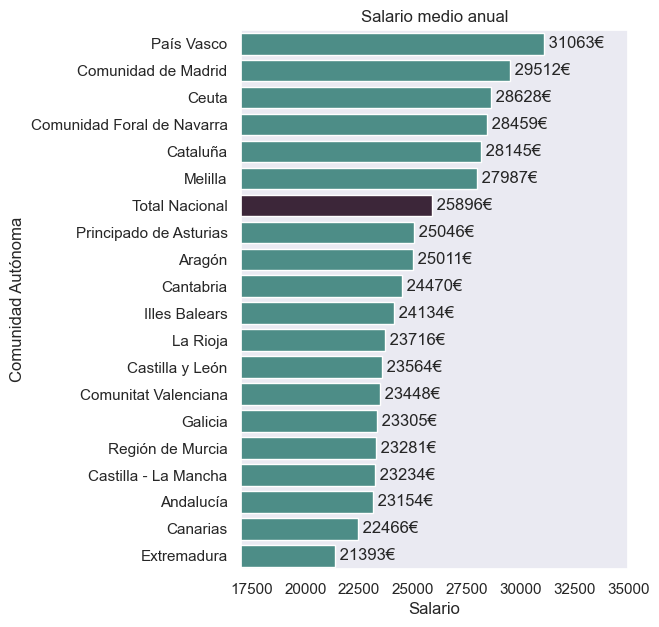 Salario medio anual
País Vasco 31063€
Comunidad de Madrid 29512€
Ceuta 28628€
Comunidad Foral de Navarra 28459€
Cataluña 28145€
Melilla 27987€
Total Nacional 25896€
Principado de Asturias 25046€
Aragón 25011€
Cantabria 24470€
Illes Balears 24134€
La Rioja 23716€
Castilla y León 23564€
Comunitat Valenciana 23448€
Galicia 23305€
Región de Murcia 23281€
Castilla - La Mancha 23234€
Andalucía 23154€
Canarias 22466€
Extremadura 21393€
Comunidad Autónoma
17500 20000 22500 25000 27500 30000 32500 35000
Salario